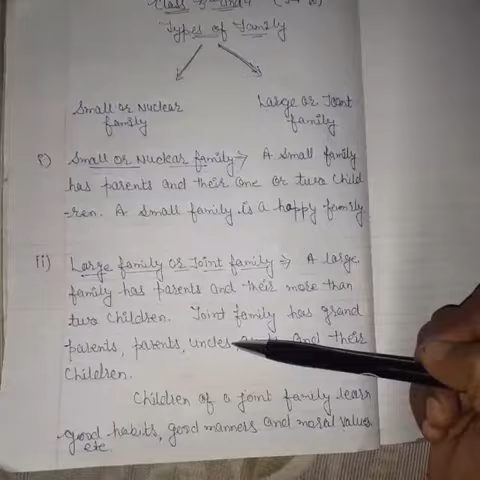 Class
Types of Family
Small or Nuclear
family
Large or Joint
family
i) Small or Nuclear family → A small family
has parents and their one or two child
-ren. A small family is a happy family.
ii) Large family or Joint family ⇒ A large
family has parents and their more than
two children. Joint family has grand
parents, parents, uncles and their
children.
Children of a joint family learn
good habits, good manners and moral values
etc.